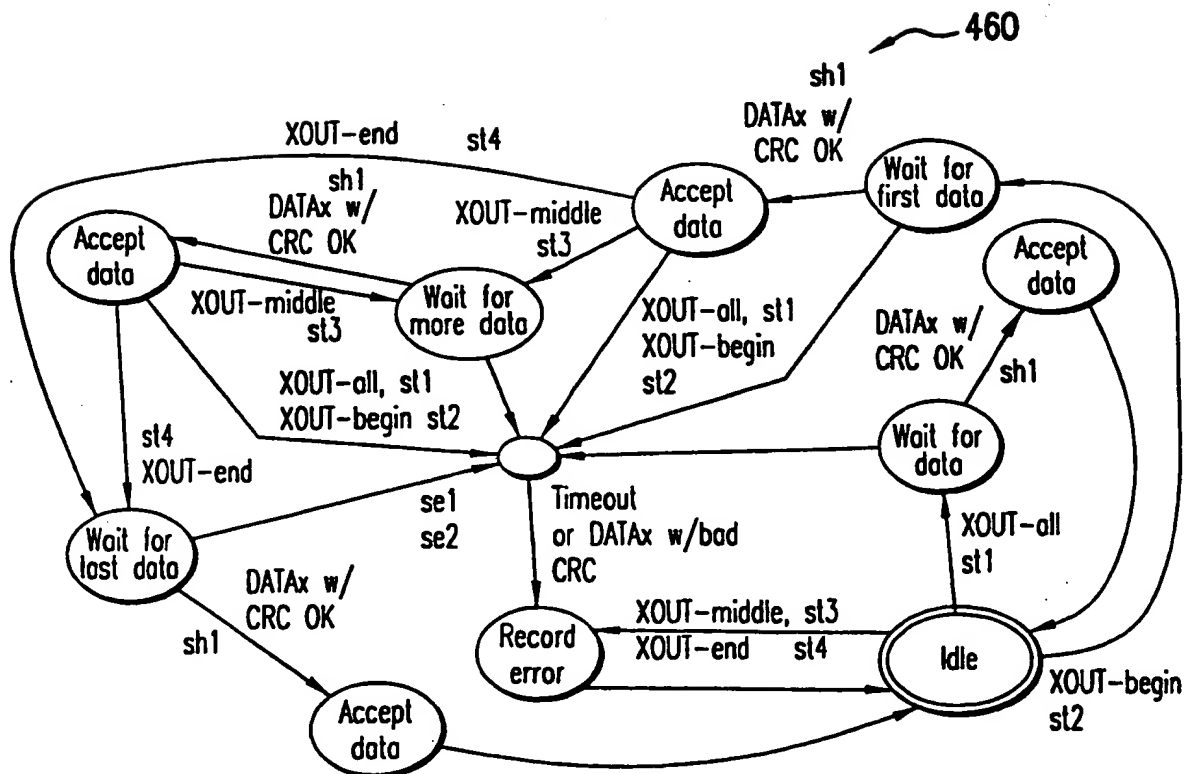 460
sh1
DATAx w/
CRC OK
XOUT-end st4
Wait for
first data
Accept
data
sh1
DATAx w/
CRC OK
XOUT-middle
st3
Accept
data
XOUT-middle
st3
Wait for
more data
Accept
data
XOUT-all, st1
XOUT-begin
st2
DATAx w/
CRC OK
sh1
XOUT-all, st1
XOUT-begin st2
st4
XOUT-end
Wait for
data
se1
se2
Timeout
or DATAx w/bad
CRC
XOUT-all
st1
Wait for
last data
DATAx w/
CRC OK
sh1
Record
error
XOUT-middle, st3
XOUT-end st4
Idle
XOUT-begin
st2
Accept
data